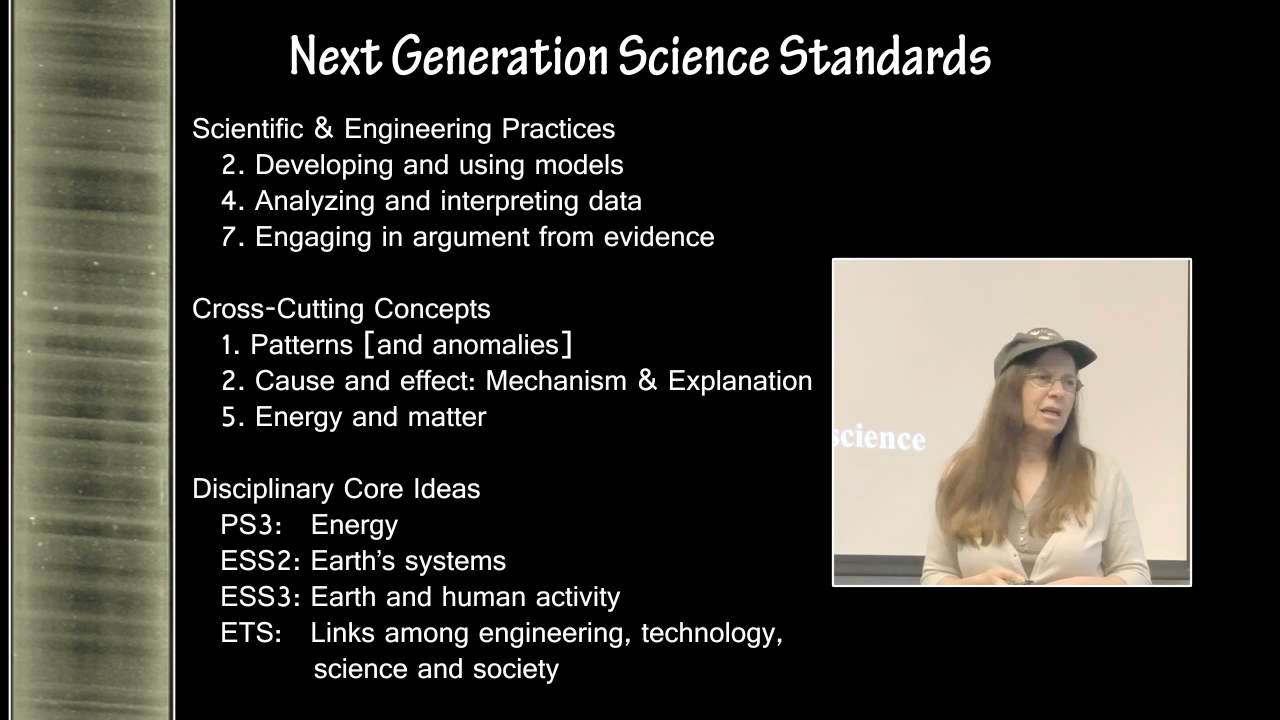 Next Generation Science Standards
Scientific & Engineering Practices
2. Developing and using models
4. Analyzing and interpreting data
7. Engaging in argument from evidence
Cross-Cutting Concepts
1. Patterns [and anomalies]
2. Cause and effect: Mechanism & Explanation
5. Energy and matter
science
Disciplinary Core Ideas
PS3: Energy
ESS2: Earth’s systems
ESS3: Earth and human activity
ETS: Links among engineering, technology,
science and society